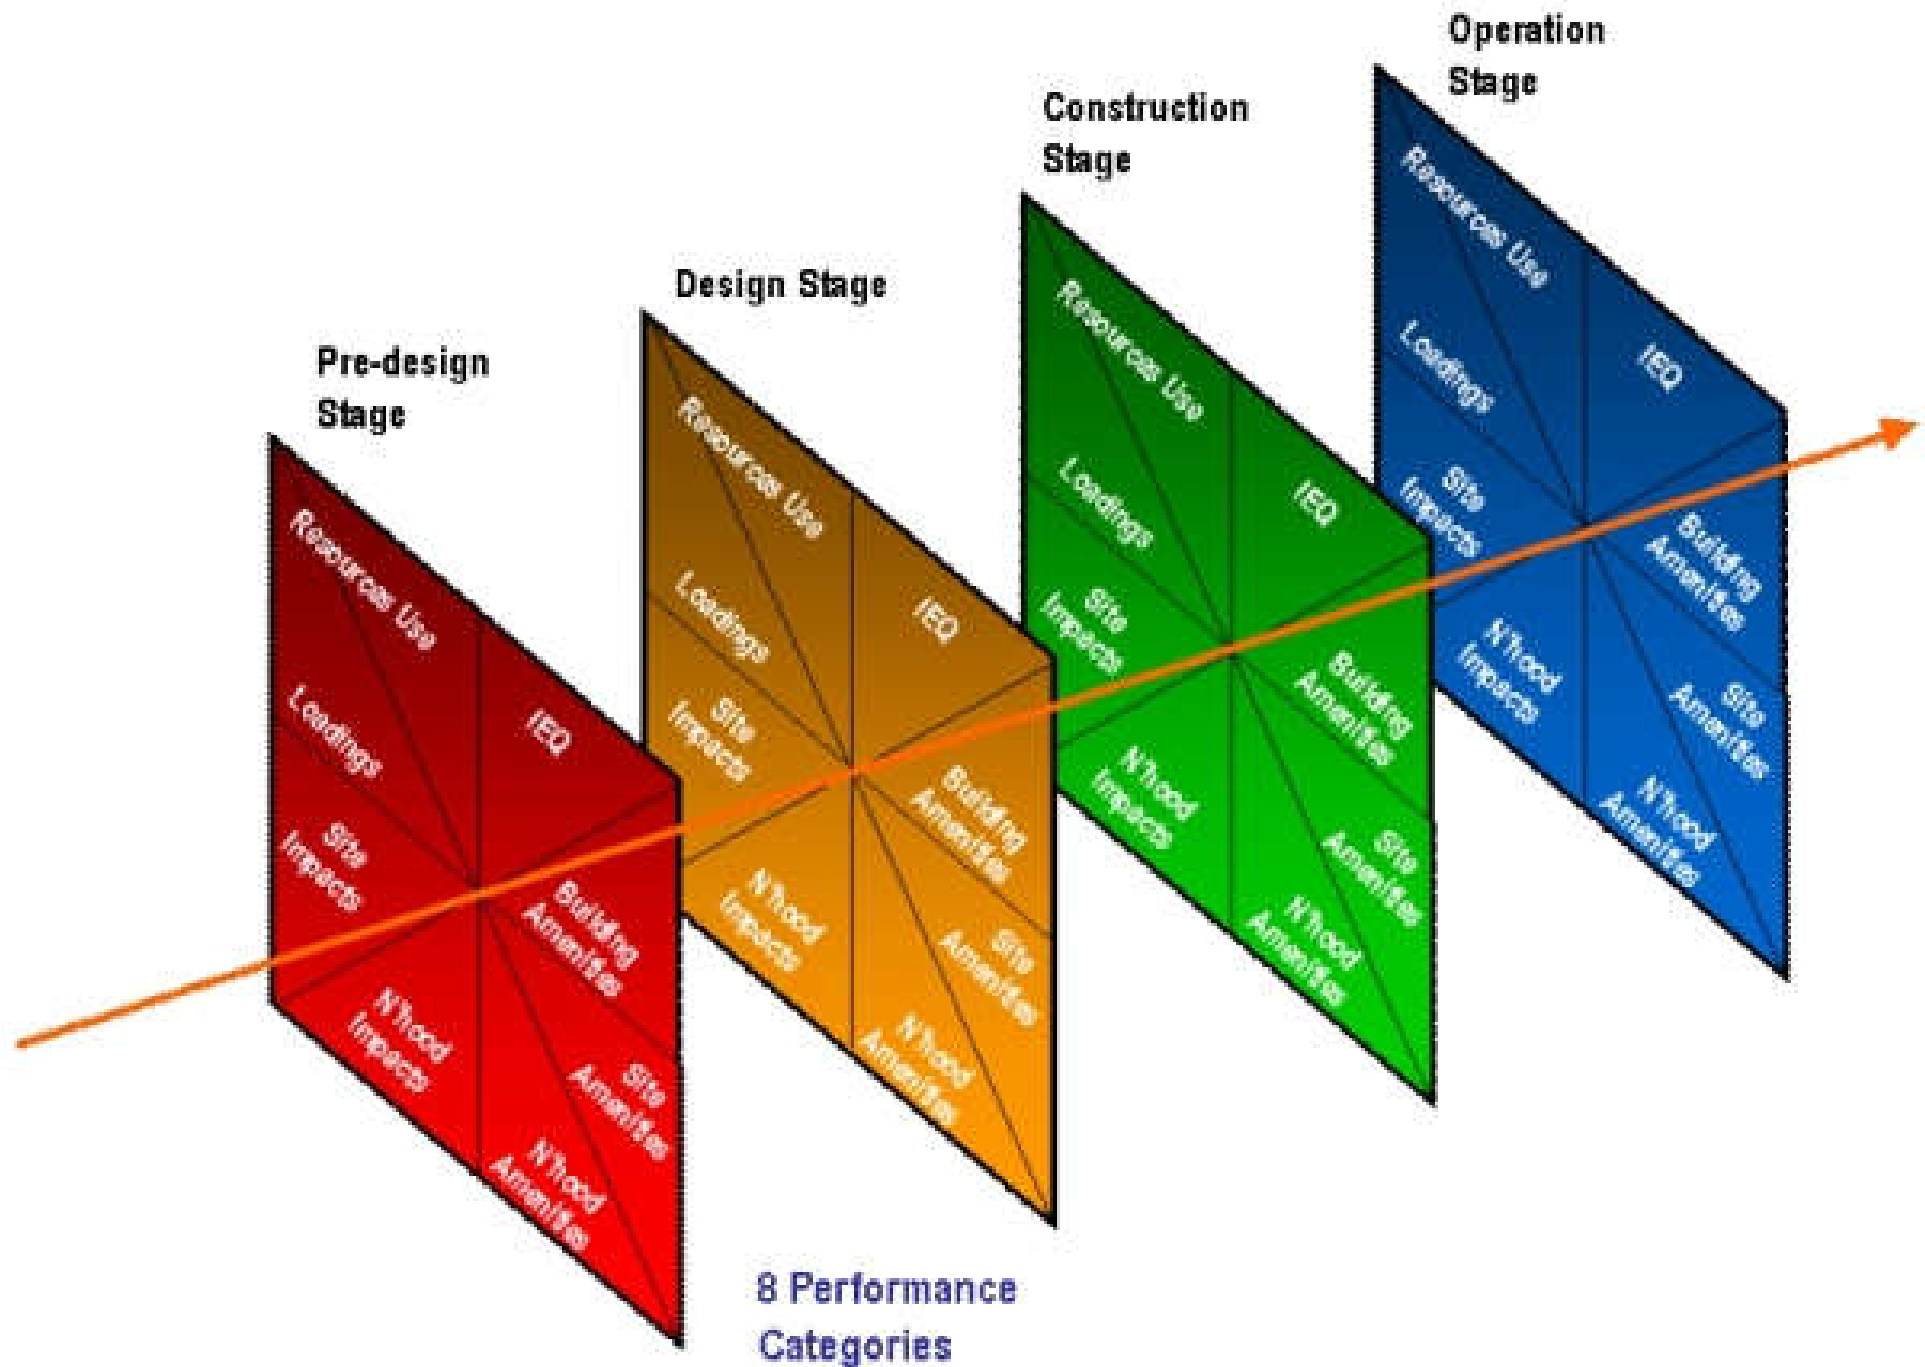 Operation
Stage
Construction
Stage
Design Stage
Pre-design
Stage
Resources Use
IEQ
Loadings
Site
Impacts
Building
Amenities
N'hood
Impacts
Site
Amenities
N'hood
Amenities
Resources Use
IEQ
Loadings
Site
Impacts
Building
Amenities
N'hood
Impacts
Site
Amenities
N'hood
Amenities
Resources Use
IEQ
Loadings
Site
Impacts
Building
Amenities
N'hood
Impacts
Site
Amenities
N'hood
Amenities
Resources Use
IEQ
Loadings
Site
Impacts
Building
Amenities
N'hood
Impacts
Site
Amenities
N'hood
Amenities
8 Performance
Categories